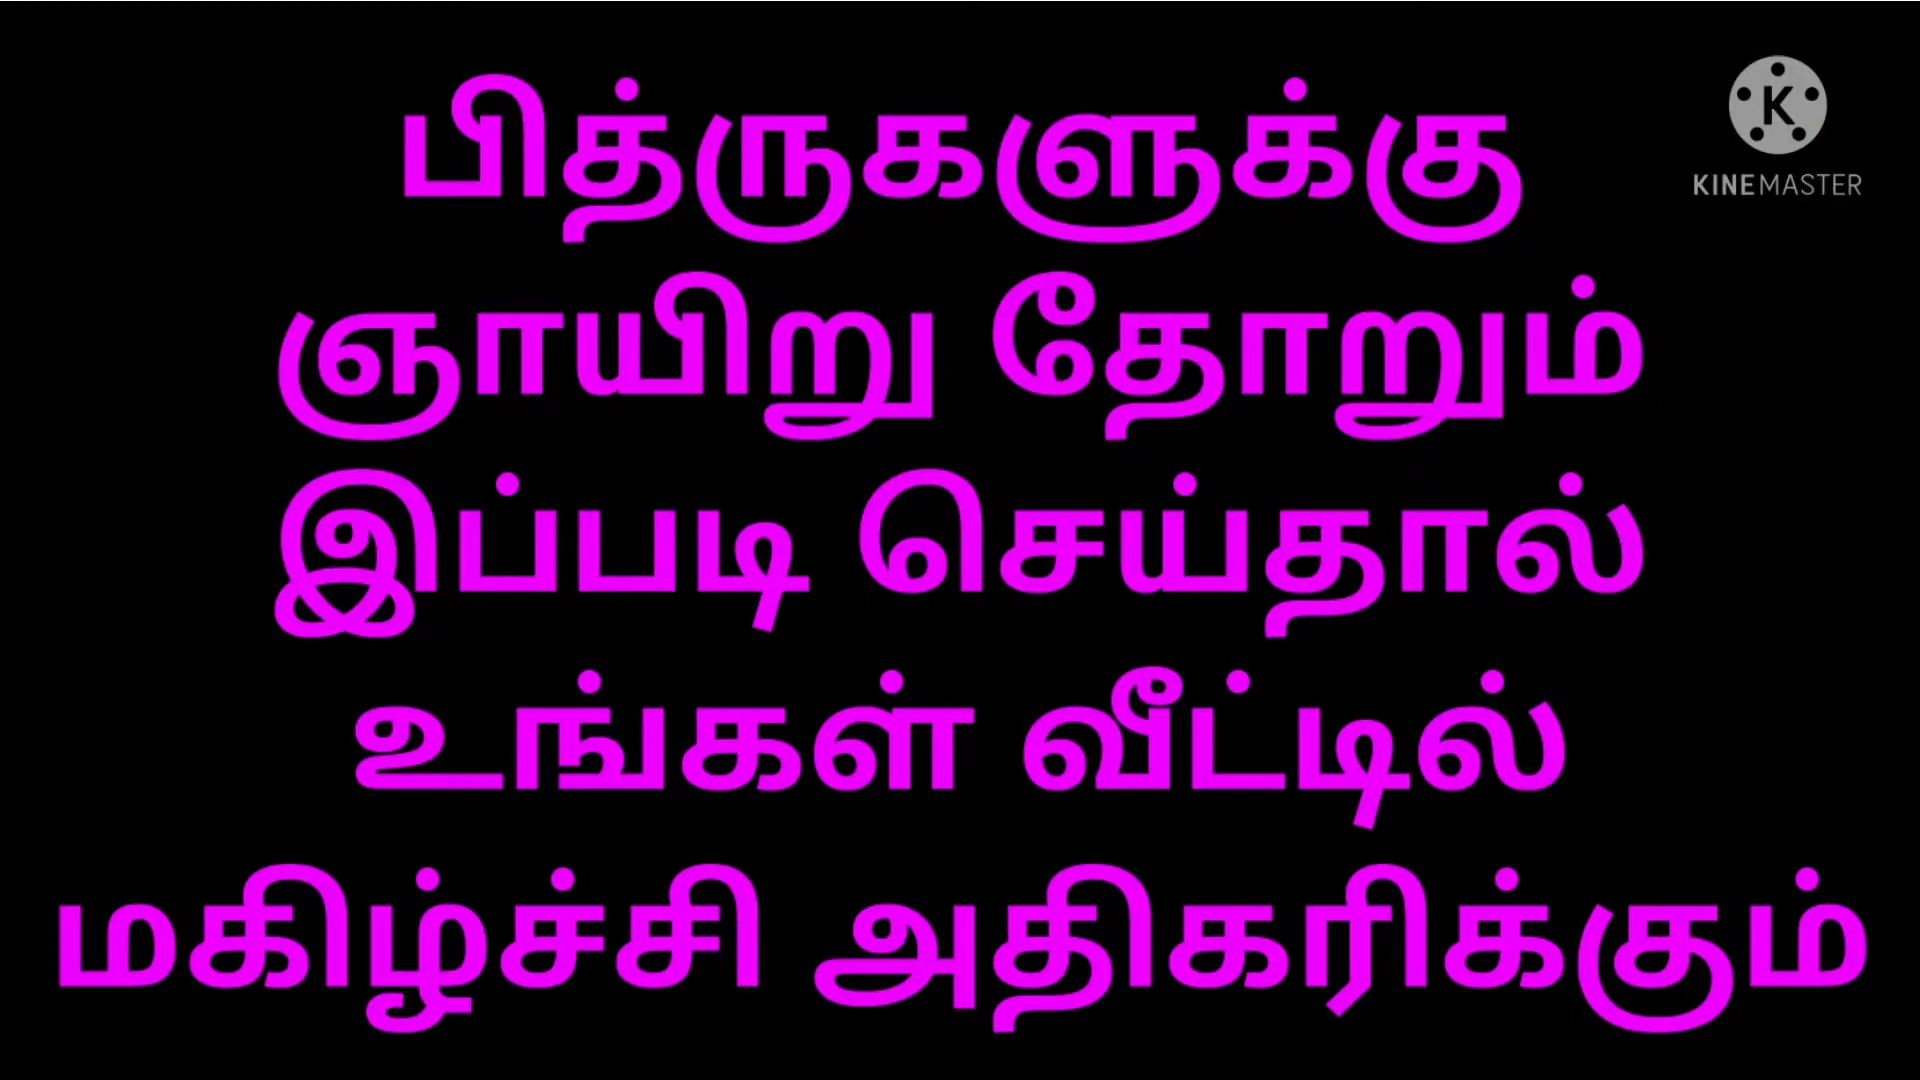 பித்ருகளுக்கு
ஞாயிறு தோறும்
இப்படி செய்தால்
உங்கள் வீட்டில்
மகிழ்ச்சி அதிகரிக்கும்
K
KINEMASTER